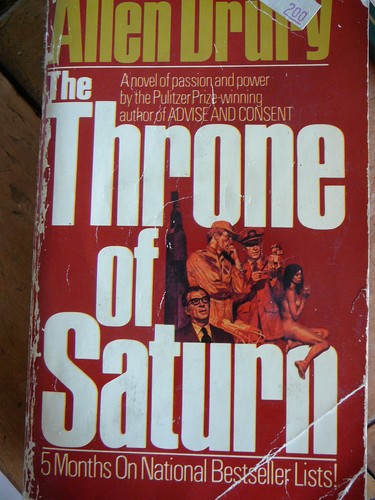 200
Allen Drury
The
A novel of passion and power
by the Pulitzer Prize-winning
author of ADVISE AND CONSENT
Throne
of
Saturn
5 Months On National Bestseller Lists!